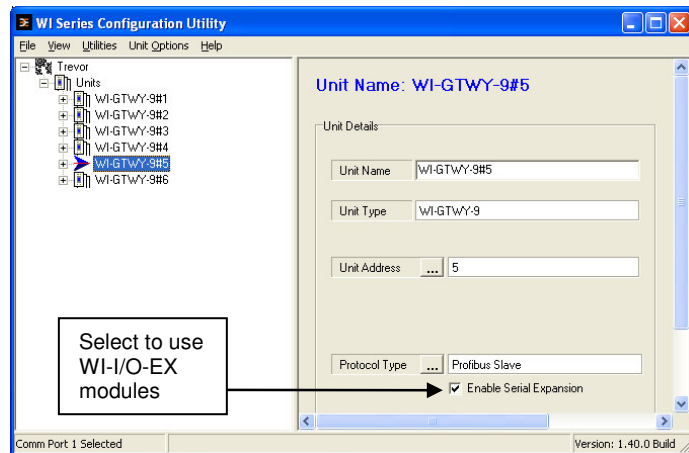 WI Series Configuration Utility
File View Utilities Unit Options Help
Trevor
Units
WI-GTWY-9#1
WI-GTWY-9#2
WI-GTWY-9#3
WI-GTWY-9#4
WI-GTWY-9#5
WI-GTWY-9#6
Unit Name: WI-GTWY-9#5
Unit Details
Unit Name WI-GTWY-9#5
Unit Type WI-GTWY-9
Unit Address ... 5
Protocol Type ... Profibus Slave
Enable Serial Expansion
Select to use
WI-I/O-EX
modules
Comm Port 1 Selected
Version: 1.40.0 Build